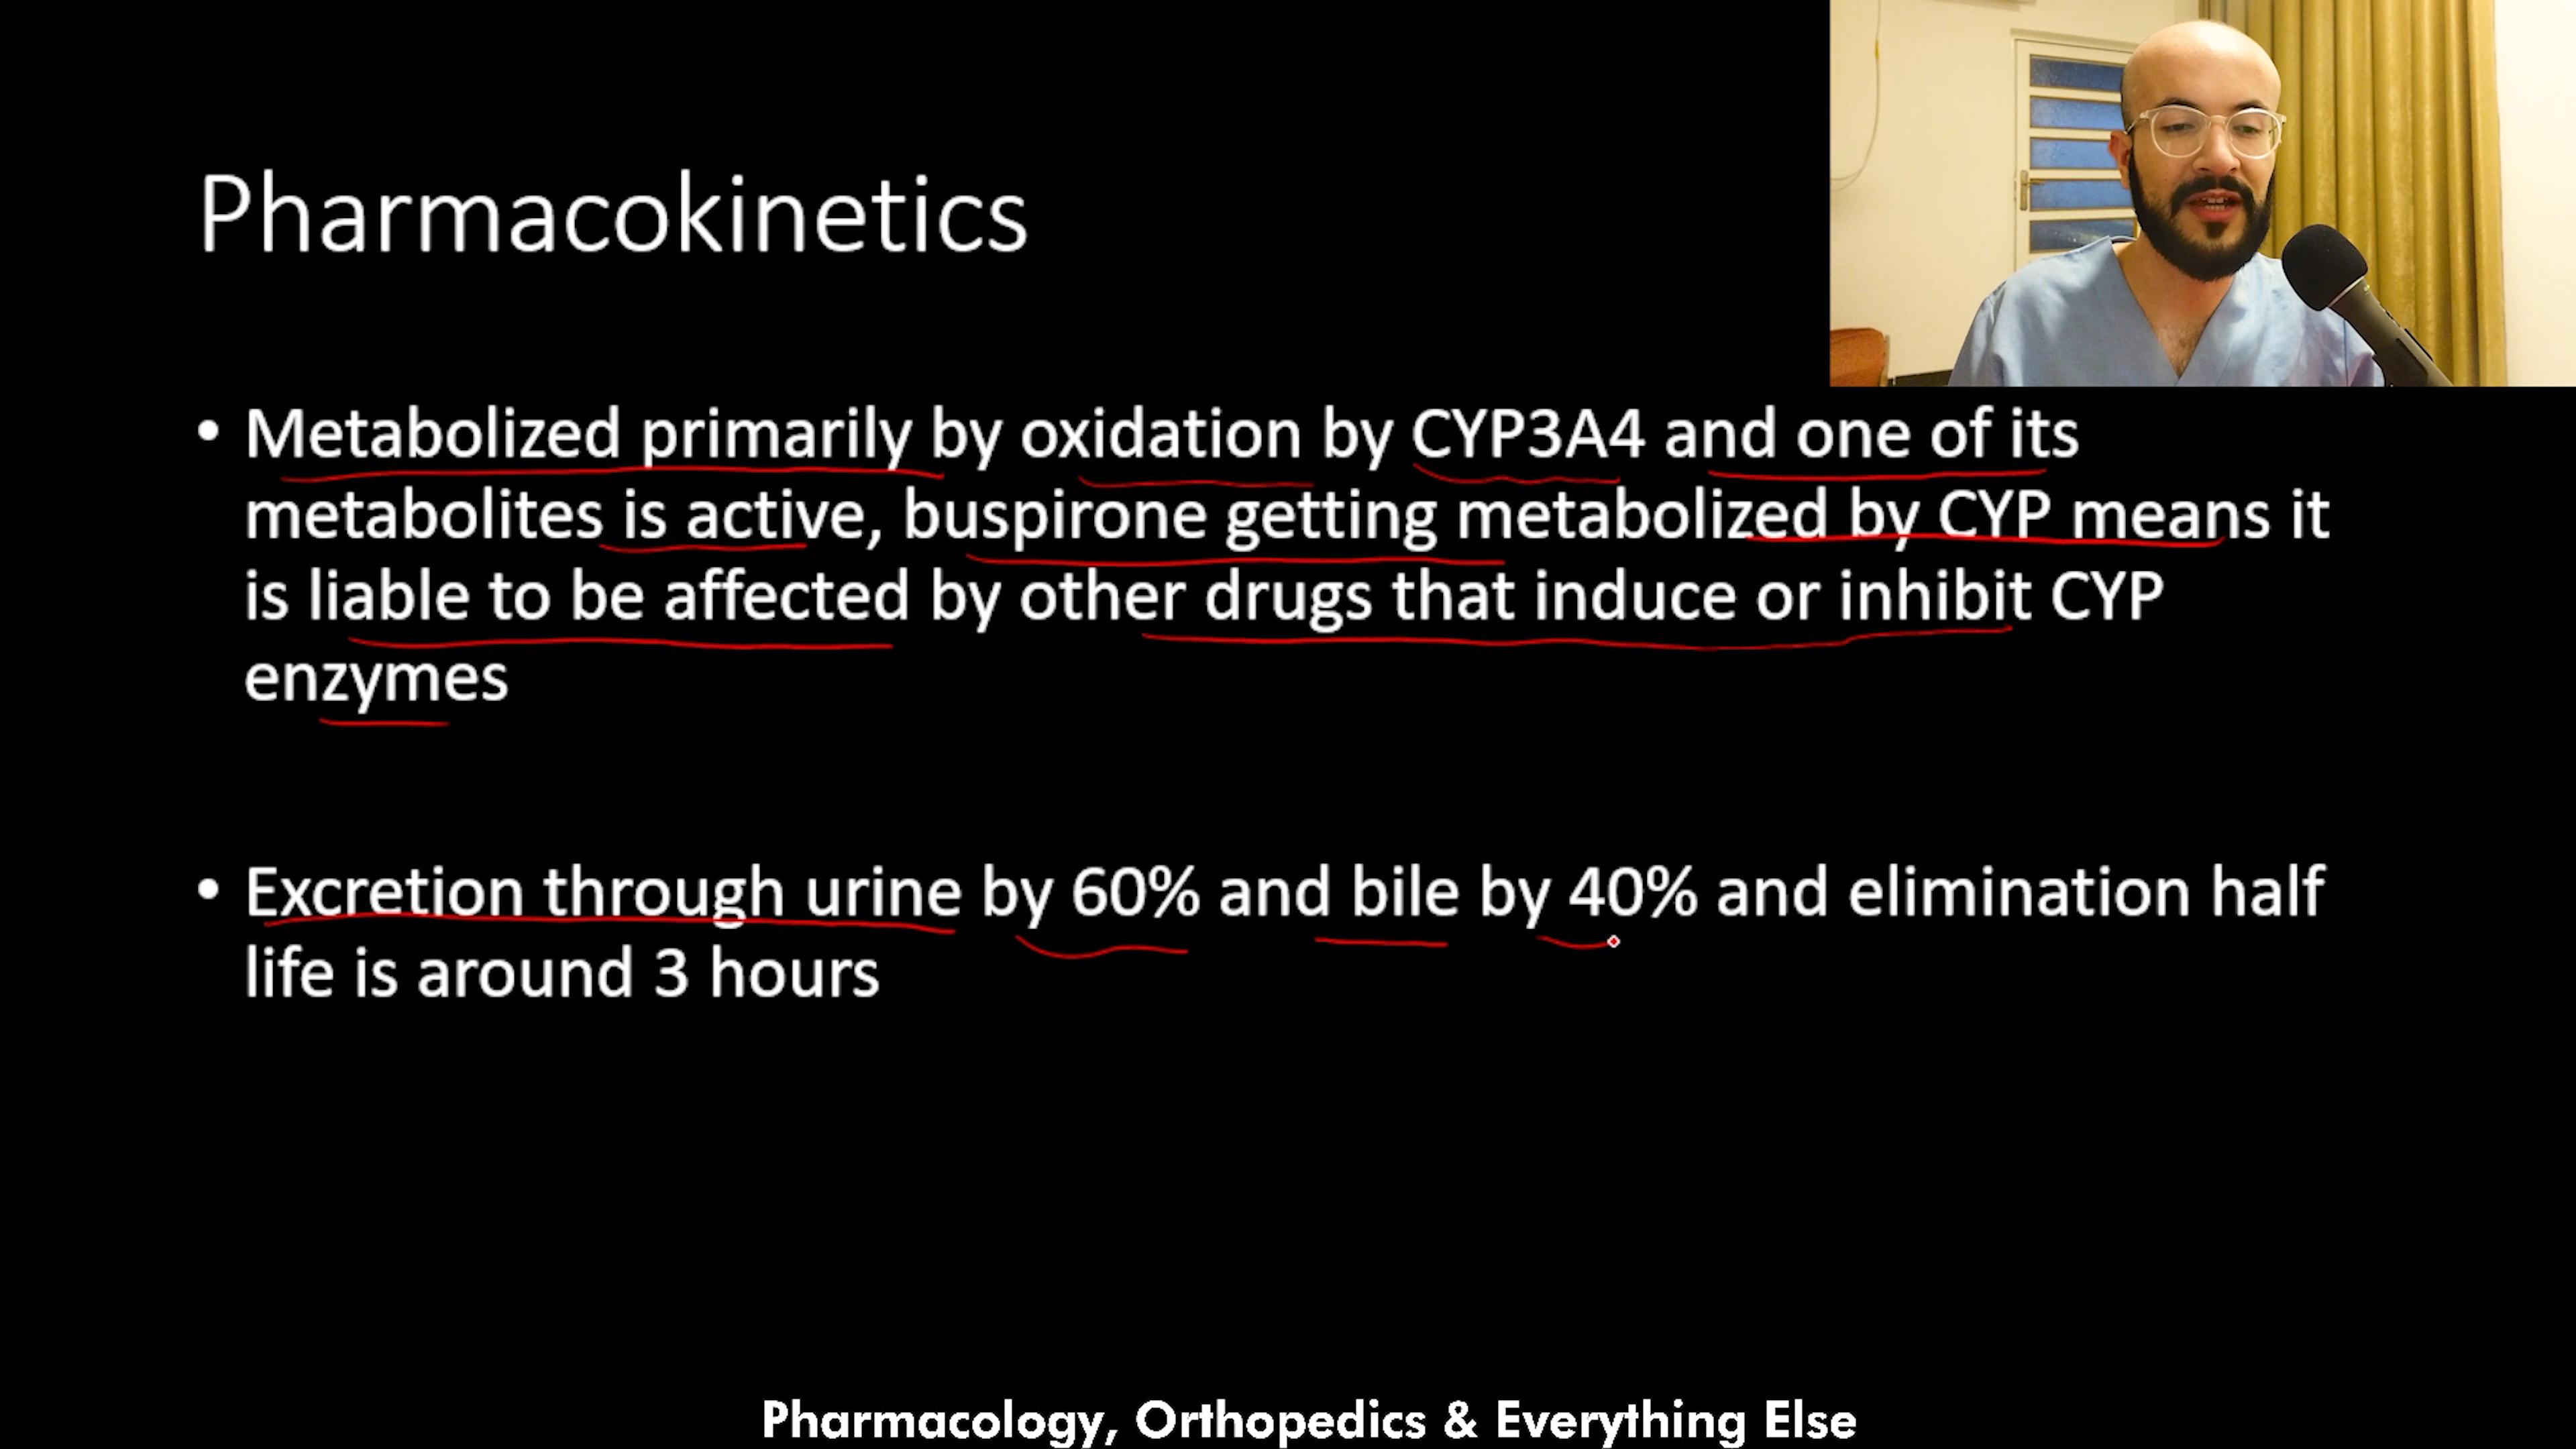 Pharmacokinetics
• Metabolized primarily by oxidation by CYP3A4 and one of its
metabolites is active, buspirone getting metabolized by CYP means it
is liable to be affected by other drugs that induce or inhibit CYP
enzymes
• Excretion through urine by 60% and bile by 40% and elimination half
life is around 3 hours
Pharmacology, Orthopedics & Everything Else